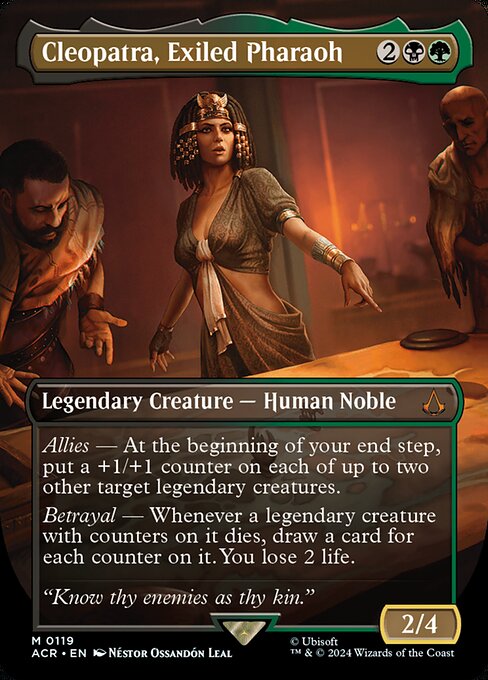 Cleopatra, Exiled Pharaoh 2
Legendary Creature — Human Noble
Allies — At the beginning of your end step,
put a +1/+1 counter on each of up to two
other target legendary creatures.
Betrayal — Whenever a legendary creature
with counters on it dies, draw a card for
each counter on it. You lose 2 life.
“Know thy enemies as thy kin.”
2/4
M 0119
ACR • EN Néstor Ossandón Leal
© Ubisoft
™ & © 2024 Wizards of the Coast